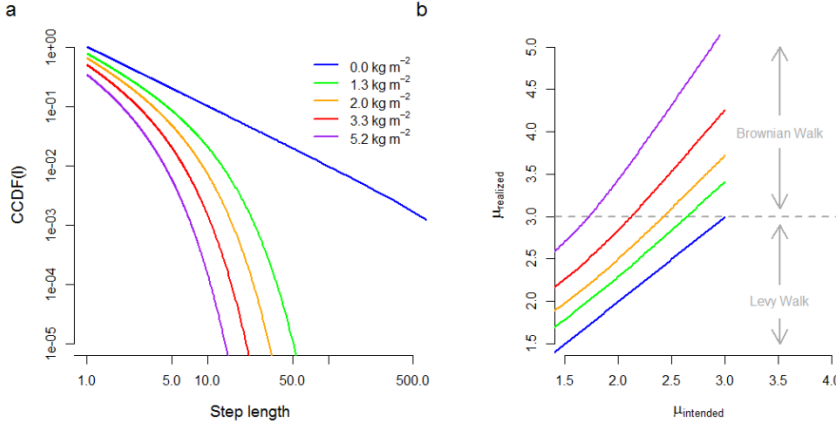 a
CCDF(l)
1e+00
1e-01
1e-02
1e-03
1e-04
1e-05
0.0 kg m⁻²
1.3 kg m⁻²
2.0 kg m⁻²
3.3 kg m⁻²
5.2 kg m⁻²
1.0 5.0 10.0 50.0 500.0
Step length
b
μrealized
5.0
4.5
4.0
3.5
3.0
2.5
2.0
1.5
Brownian Walk
Levy Walk
1.5 2.0 2.5 3.0 3.5 4.0
μintended